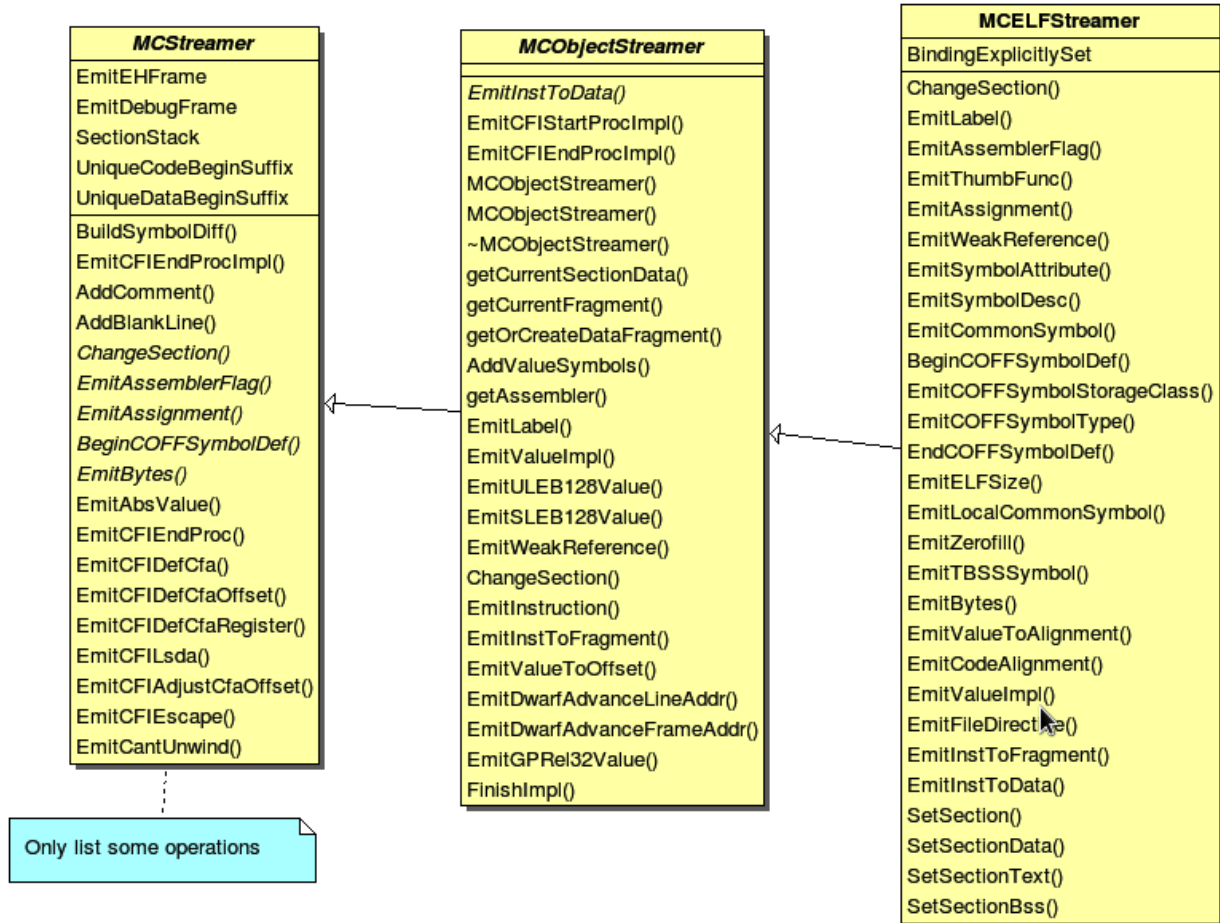 MCStreamer
EmitEHFrame
EmitDebugFrame
SectionStack
UniqueCodeBeginSuffix
UniqueDataBeginSuffix
BuildSymbolDiff()
EmitCFIEndProcImpl()
AddComment()
AddBlankLine()
ChangeSection()
EmitAssemblerFlag()
EmitAssignment()
BeginCOFFSymbolDef()
EmitBytes()
EmitAbsValue()
EmitCFIEndProc()
EmitCFIDefCfa()
EmitCFIDefCfaOffset()
EmitCFIDefCfaRegister()
EmitCFILsda()
EmitCFIAdjustCfaOffset()
EmitCFIEscape()
EmitCantUnwind()
Only list some operations
MCObjectStreamer
EmitInstToData()
EmitCFIStartProcImpl()
EmitCFIEndProcImpl()
MCObjectStreamer()
MCObjectStreamer()
~MCObjectStreamer()
getCurrentSectionData()
getCurrentFragment()
getOrCreateDataFragment()
AddValueSymbols()
getAssembler()
EmitLabel()
EmitValueImpl()
EmitULEB128Value()
EmitSLEB128Value()
EmitWeakReference()
ChangeSection()
EmitInstruction()
EmitInstToFragment()
EmitValueToOffset()
EmitDwarfAdvanceLineAddr()
EmitDwarfAdvanceFrameAddr()
EmitGPRel32Value()
FinishImpl()
MCELFStreamer
BindingExplicitlySet
ChangeSection()
EmitLabel()
EmitAssemblerFlag()
EmitThumbFunc()
EmitAssignment()
EmitWeakReference()
EmitSymbolAttribute()
EmitSymbolDesc()
EmitCommonSymbol()
BeginCOFFSymbolDef()
EmitCOFFSymbolStorageClass()
EmitCOFFSymbolType()
EndCOFFSymbolDef()
EmitELFSize()
EmitLocalCommonSymbol()
EmitZerofill()
EmitTBSSSymbol()
EmitBytes()
EmitValueToAlignment()
EmitCodeAlignment()
EmitValueImpl()
EmitFileDirective()
EmitInstToFragment()
EmitInstToData()
SetSection()
SetSectionData()
SetSectionText()
SetSectionBss()